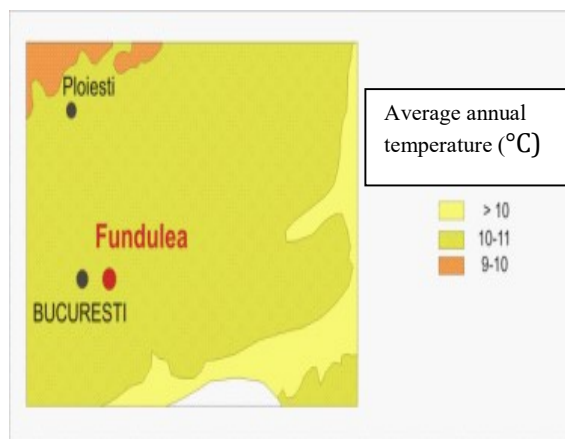 Ploiesti
Average annual
temperature (°C)
> 10
Fundulea
10-11
9-10
BUCURESTI